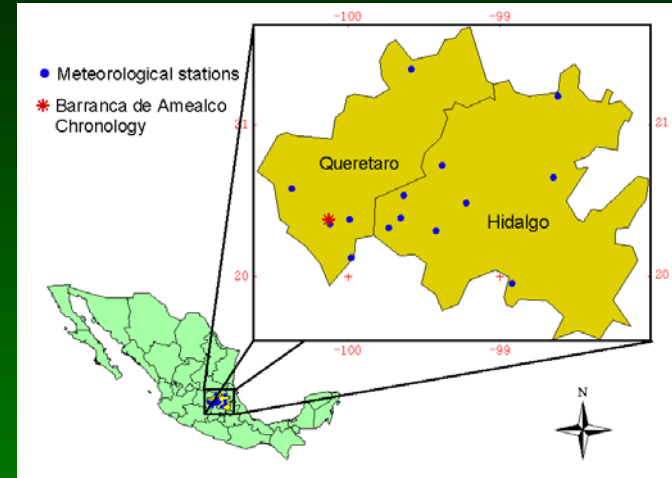 -100 -99
Meteorological stations
Barranca de Amealco
Chronology
21 21
Queretaro
Hidalgo
20 20
-100 -99
N